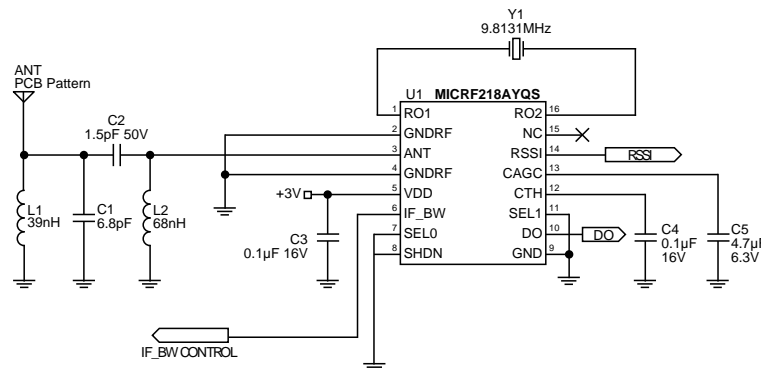 Y1
9.8131MHz
ANT
PCB Pattern
U1 MICRF218AYQS
C2
1.5pF 50V
1 RO1
RO2 16
2 GNDRF
NC 15
3 ANT
RSSI 14
RSSI
4 GNDRF
CAGC 13
+3V
5 VDD
CTH 12
6 IF_BW
SEL1 11
7 SEL0
DO 10
DO
8 SHDN
GND 9
L1
39nH
C1
6.8pF
L2
68nH
C3
0.1µF 16V
C4
0.1µF
16V
C5
4.7µF
6.3V
IF_BW CONTROL